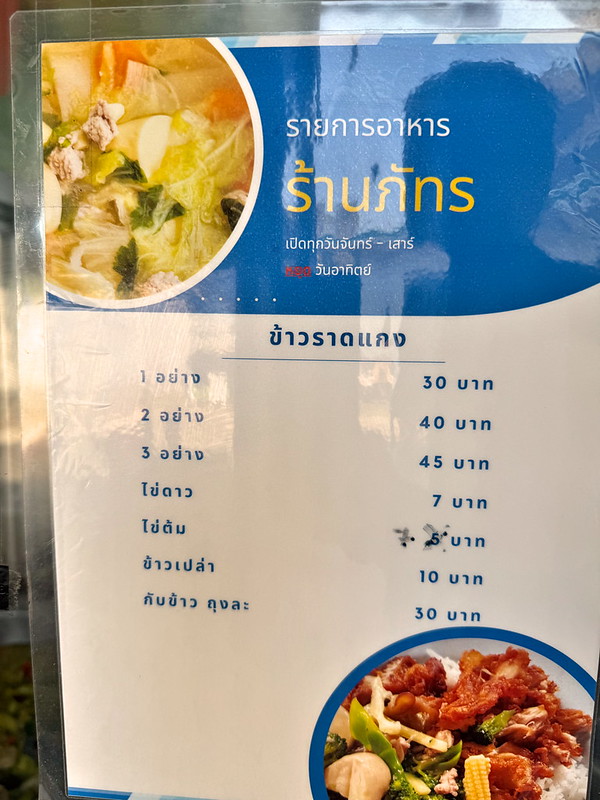 รายการอาหาร
ร้านภัทร
เปิดทุกวันจันทร์ - เสาร์
หยุด วันอาทิตย์
ข้าวราดแกง
1 อย่าง 30 บาท
2 อย่าง 40 บาท
3 อย่าง 45 บาท
ไข่ดาว 7 บาท
ไข่ต้ม 5 บาท
ข้าวเปล่า 10 บาท
กับข้าว ถุงละ 30 บาท